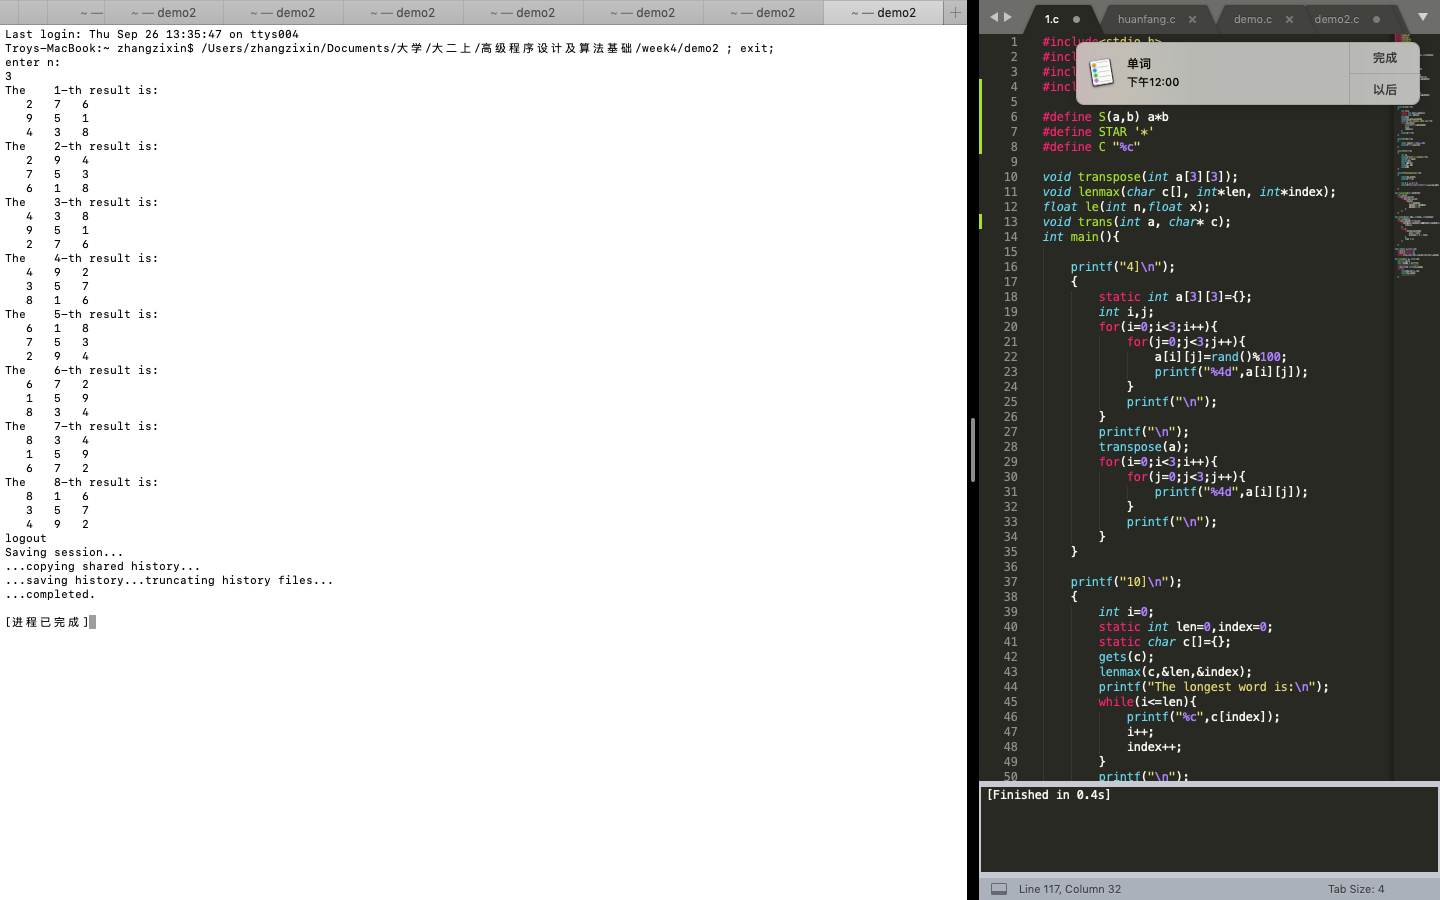 ~ — ~ — demo2 ~ — demo2 ~ — demo2 ~ — demo2 ~ — demo2 ~ — demo2 ~ — demo2 +
Last login: Thu Sep 26 13:35:47 on ttys004
Troys-MacBook:~ zhangzixin$ /Users/zhangzixin/Documents/大学/大二上/高级程序设计及算法基础/week4/demo2 ; exit;
enter n:
3
The    1-th result is:
   2   7   6
   9   5   1
   4   3   8
The    2-th result is:
   2   9   4
   7   5   3
   6   1   8
The    3-th result is:
   4   3   8
   9   5   1
   2   7   6
The    4-th result is:
   4   9   2
   3   5   7
   8   1   6
The    5-th result is:
   6   1   8
   7   5   3
   2   9   4
The    6-th result is:
   6   7   2
   1   5   9
   8   3   4
The    7-th result is:
   8   3   4
   1   5   9
   6   7   2
The    8-th result is:
   8   1   6
   3   5   7
   4   9   2
logout
Saving session...
...copying shared history...
...saving history...truncating history files...
...completed.
[进程已完成]
1.c huanfang.c × demo.c × demo2.c
单词
下午12:00
完成
以后
1 #include<stdio.h>
2 #inc
3 #inc
4 #incl
5
6 #define S(a,b) a*b
7 #define STAR '*'
8 #define C "%c"
9
10 void transpose(int a[3][3]);
11 void lenmax(char c[], int*len, int*index);
12 float le(int n,float x);
13 void trans(int a, char* c);
14 int main(){
15
16     printf("4]\n");
17     {
18         static int a[3][3]={};
19         int i,j;
20         for(i=0;i<3;i++){
21             for(j=0;j<3;j++){
22                 a[i][j]=rand()%100;
23                 printf("%4d",a[i][j]);
24             }
25             printf("\n");
26         }
27         printf("\n");
28         transpose(a);
29         for(i=0;i<3;i++){
30             for(j=0;j<3;j++){
31                 printf("%4d",a[i][j]);
32             }
33             printf("\n");
34         }
35     }
36
37     printf("10]\n");
38     {
39         int i=0;
40         static int len=0,index=0;
41         static char c[]={};
42         gets(c);
43         lenmax(c,&len,&index);
44         printf("The longest word is:\n");
45         while(i<=len){
46             printf("%c",c[index]);
47             i++;
48             index++;
49         }
50         printf("\n");
[Finished in 0.4s]
Line 117, Column 32
Tab Size: 4